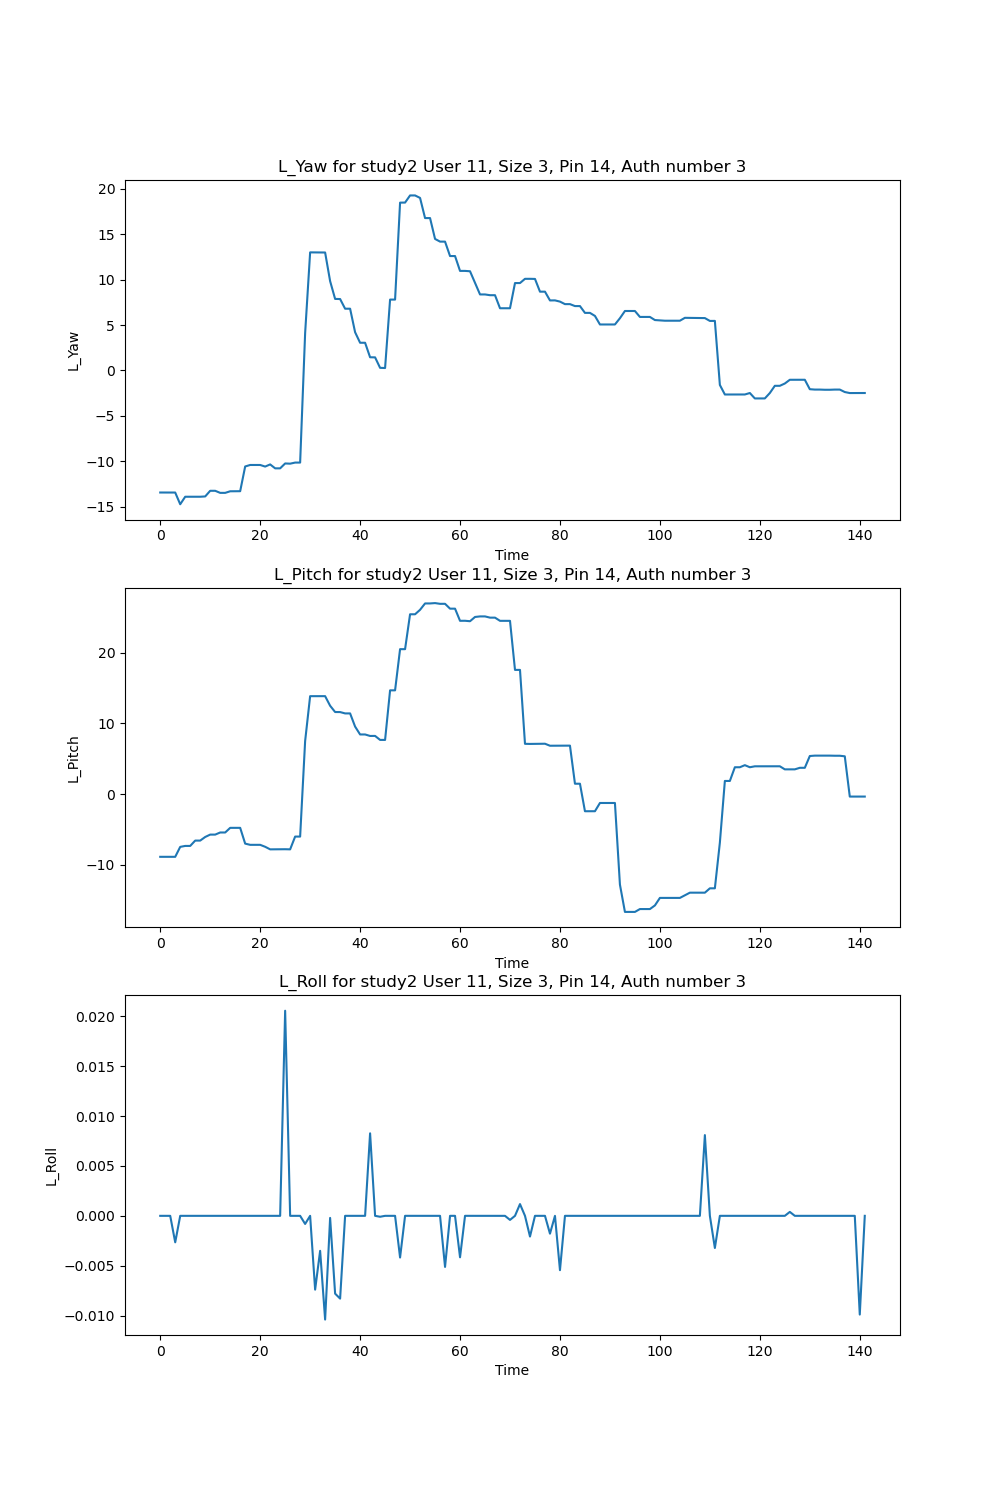 L_Yaw for study2 User 11, Size 3, Pin 14, Auth number 3
20
15
10
5
0
−5
−10
−15
L_Yaw
0 20 40 60 80 100 120 140
Time
L_Pitch for study2 User 11, Size 3, Pin 14, Auth number 3
20
10
0
−10
L_Pitch
0 20 40 60 80 100 120 140
Time
L_Roll for study2 User 11, Size 3, Pin 14, Auth number 3
0.020
0.015
0.010
0.005
0.000
−0.005
−0.010
L_Roll
0 20 40 60 80 100 120 140
Time